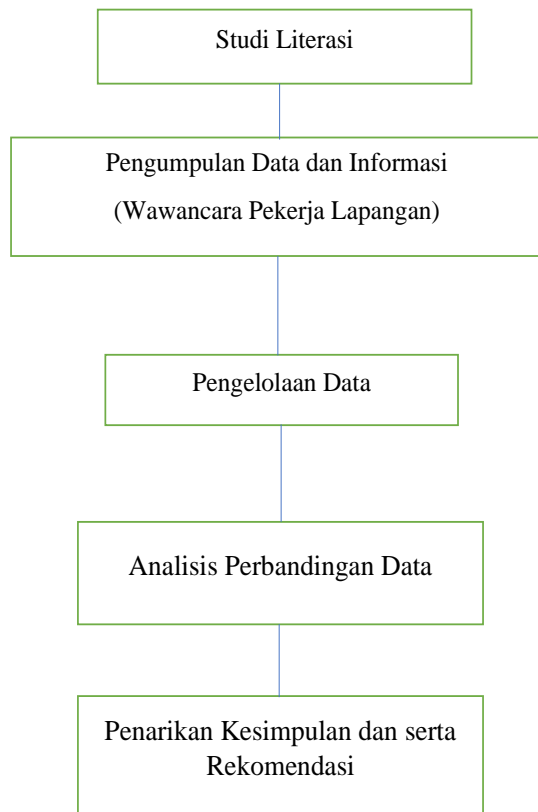 Studi Literasi
Pengumpulan Data dan Informasi
(Wawancara Pekerja Lapangan)
Pengelolaan Data
Analisis Perbandingan Data
Penarikan Kesimpulan dan serta
Rekomendasi